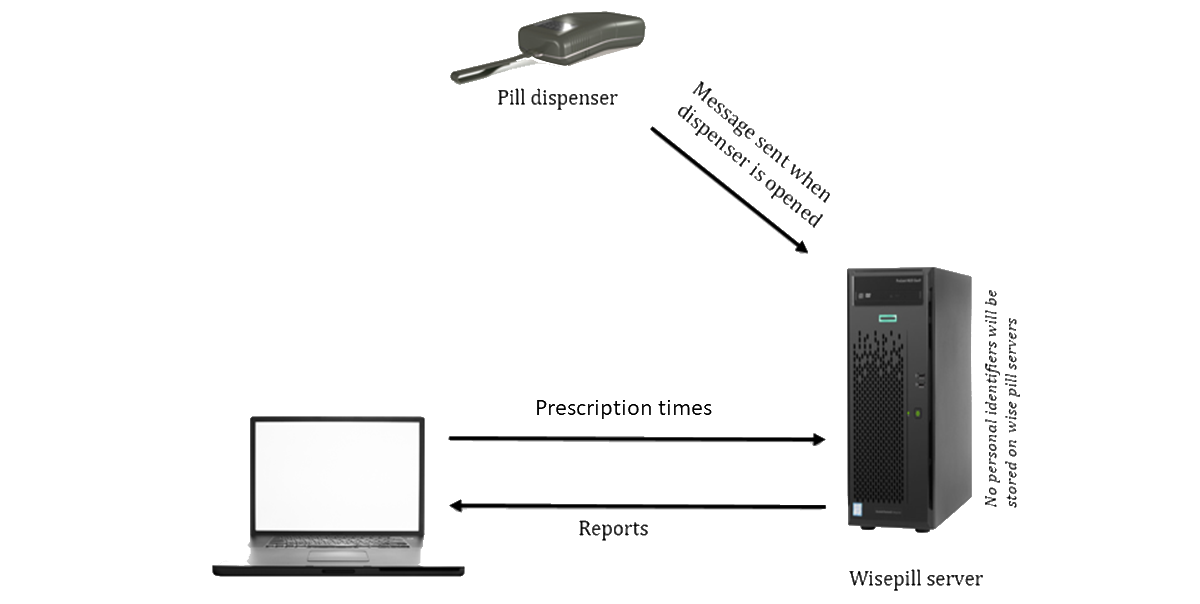 Pill dispenser
Message sent when
dispenser is opened
No personal identifiers will be
stored on wise pill servers
Prescription times
Reports
Wisepill server